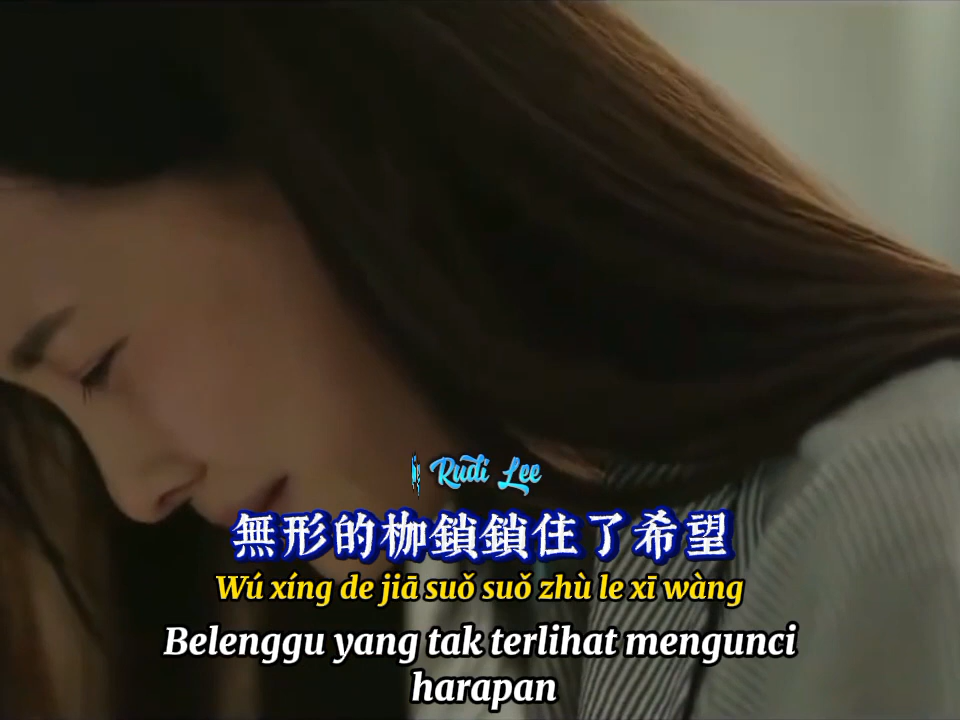 Rudi Lee
無形的枷鎖鎖住了希望
Wú xíng de jiā suǒ suǒ zhù le xī wàng
Belenggu yang tak terlihat mengunci
harapan